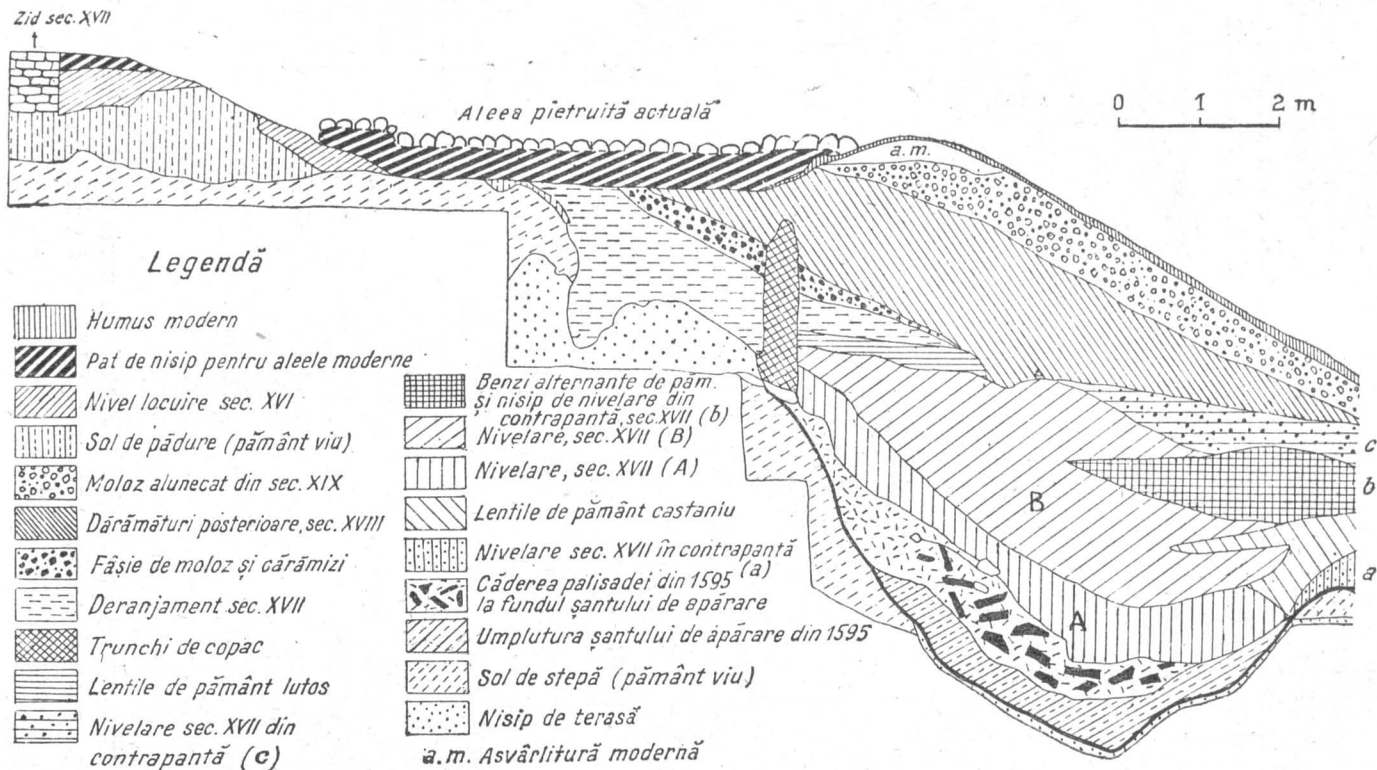 Zid sec. XVII
Aleea pietruită actuală
0 1 2 m
a.m.
Legendă
Humus modern
Pat de nisip pentru aleele moderne
Nivel locuire sec. XVI
Sol de pădure (pământ viu)
Moloz alunecat din sec. XIX
Dărâmături posterioare, sec. XVIII
Fâșie de moloz și cărămizi
Deranjament sec. XVII
Trunchi de copac
Lentile de pământ lutos
Nivelare sec. XVII din
contrapantă (c)
Benzi alternante de păm.
și nisip de nivelare din
contrapantă, sec. XVII (b)
Nivelare, sec. XVII (B)
Nivelare, sec. XVII (A)
Lentile de pământ castaniu
Nivelare sec. XVII în contrapantă
(a)
Căderea palisadei din 1595
la fundul șanțului de apărare
Umplutura șanțului de apărare din 1595
Sol de stepă (pământ viu)
Nisip de terasă
a.m. Asvârlitură modernă
B
A
c
b
a